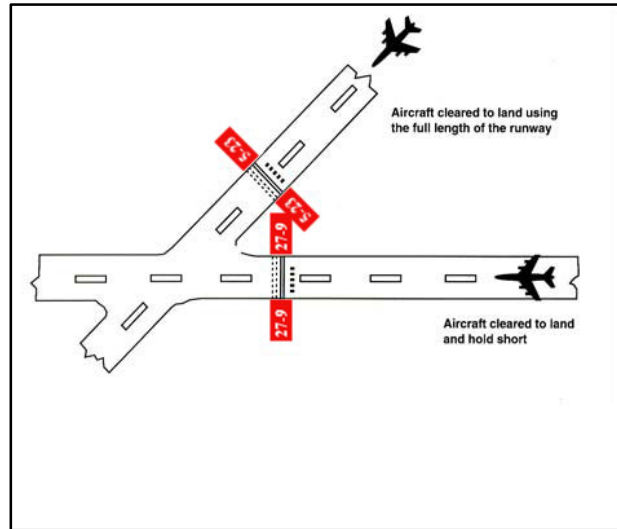 Aircraft cleared to land using
the full length of the runway
5-23
5-23
27-9
27-9
Aircraft cleared to land
and hold short